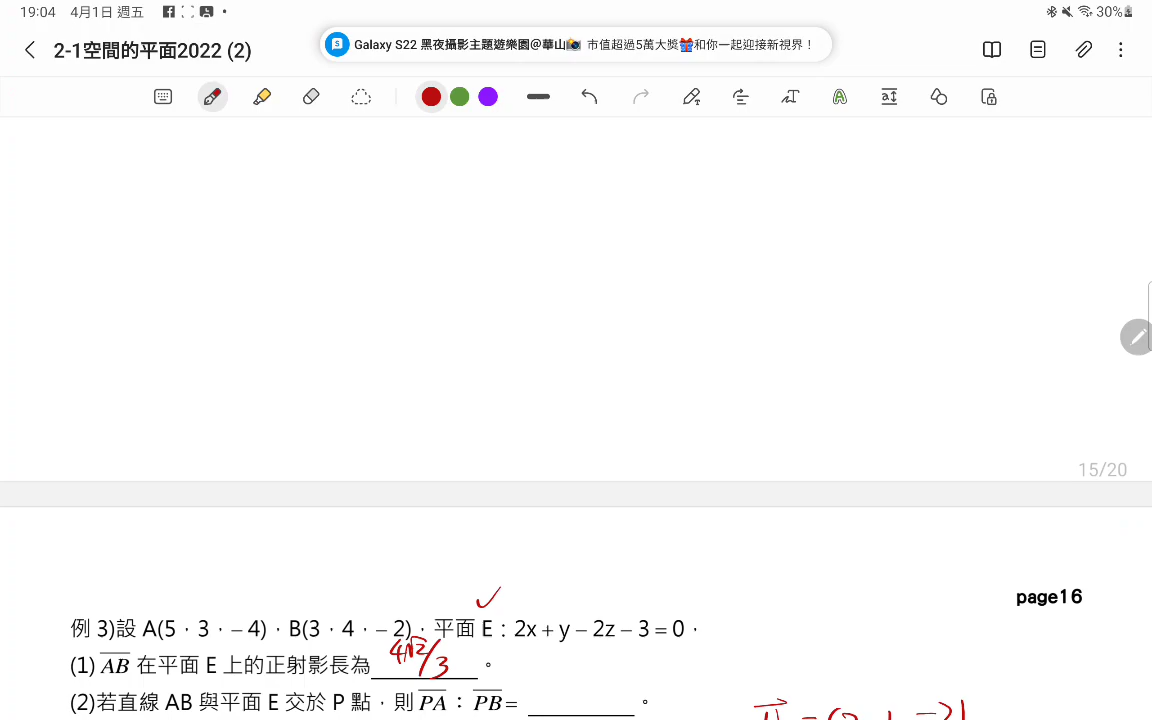 19:04 4月1日 週五 30%
2-1空間的平面2022 (2)
Galaxy S22 黑夜攝影主題遊樂園@華山📸 市值超過5萬大獎🎁和你一起迎接新視界！
15/20
page16
例 3)設 A(5，3，－4)，B(3，4，－2)，平面 E：2x＋y－2z－3＝0，
(1) AB 在平面 E 上的正射影長為 4√2/3 。
(2)若直線 AB 與平面 E 交於 P 點，則 PA：PB＝ ______ 。